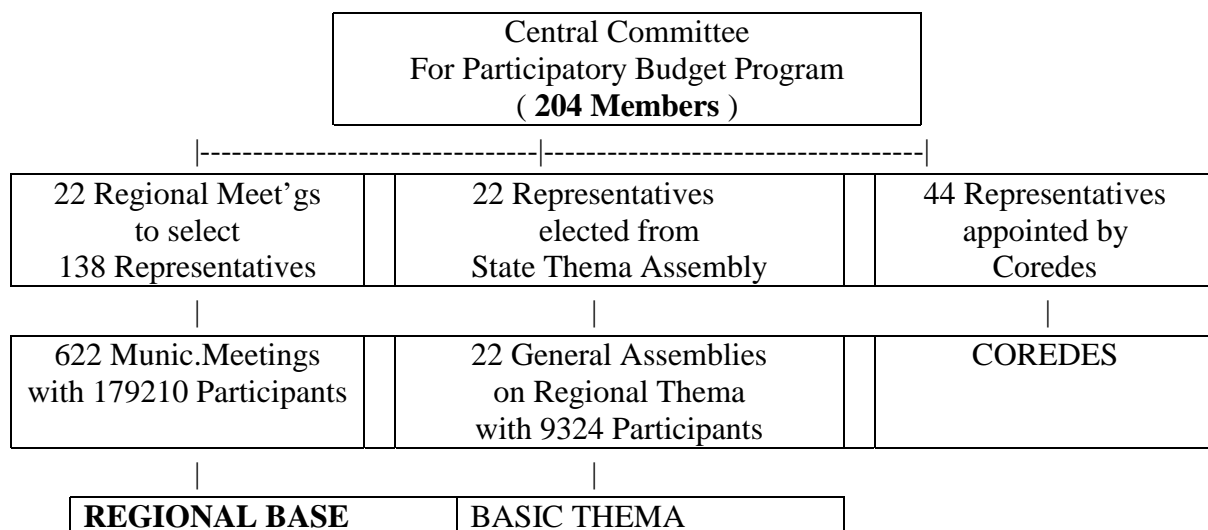 Central Committee
For Participatory Budget Program
( 204 Members )
22 Regional Meet'gs
to select
138 Representatives
22 Representatives
elected from
State Thema Assembly
44 Representatives
appointed by
Coredes
622 Munic.Meetings
with 179210 Participants
22 General Assemblies
on Regional Thema
with 9324 Participants
COREDES
REGIONAL BASE
BASIC THEMA